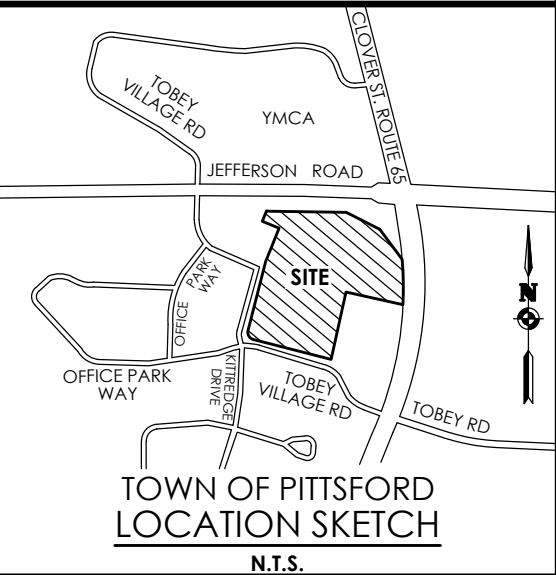 CLOVER ST. ROUTE 65
TOBEY
VILLAGE RD
YMCA
JEFFERSON ROAD
OFFICE PARK
WAY
SITE
N
OFFICE PARK
WAY
KITTREDGE
DRIVE
TOBEY
VILLAGE RD
TOBEY RD
TOWN OF PITTSFORD
LOCATION SKETCH
N.T.S.